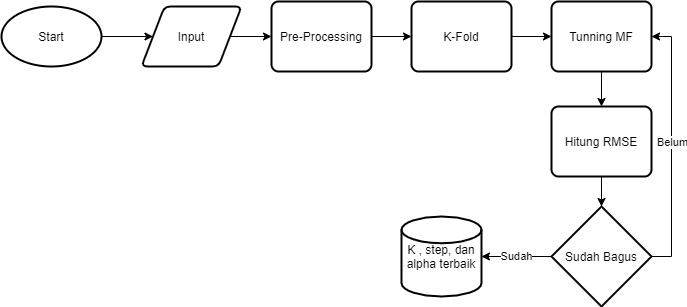 Start
Input
Pre-Processing
K-Fold
Tunning MF
Hitung RMSE
Belum
Sudah Bagus
Sudah
K , step, dan
alpha terbaik